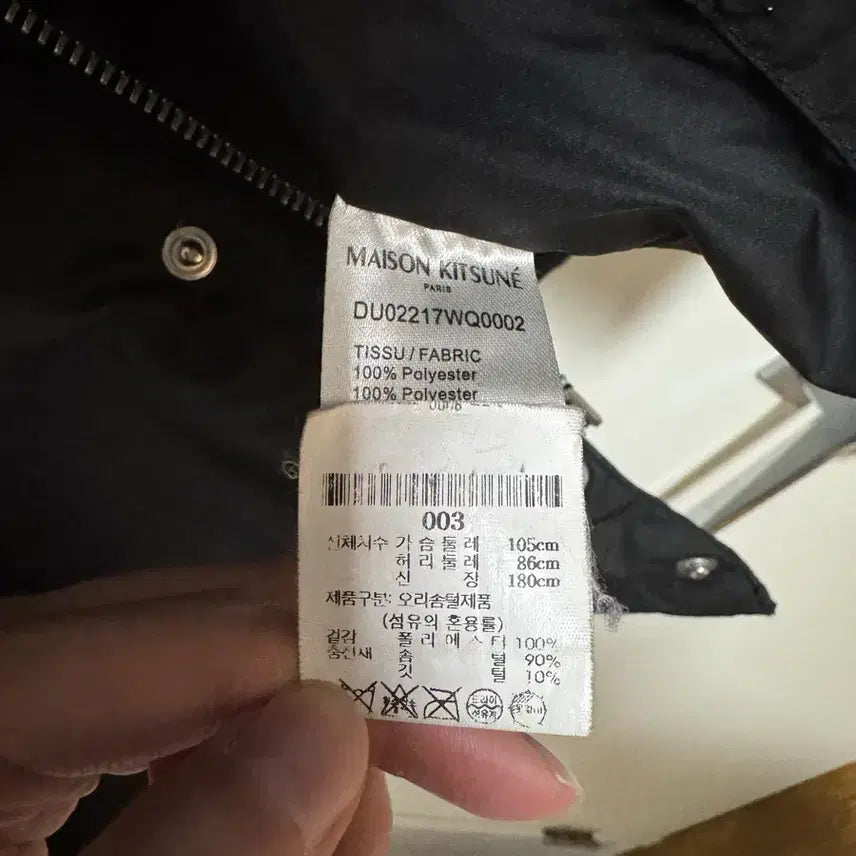 MAISON KITSUNÉ
PARIS
DU02217WQ0002
TISSU / FABRIC
100% Polyester
100% Polyester
003
신체치수 가슴둘레 105cm
허리둘레 86cm
신장 180cm
제품구분: 오리솜털제품
(섬유의 혼용률)
겉감 폴리에스터 100%
충전재 솜털 90%
깃털 10%
드라이